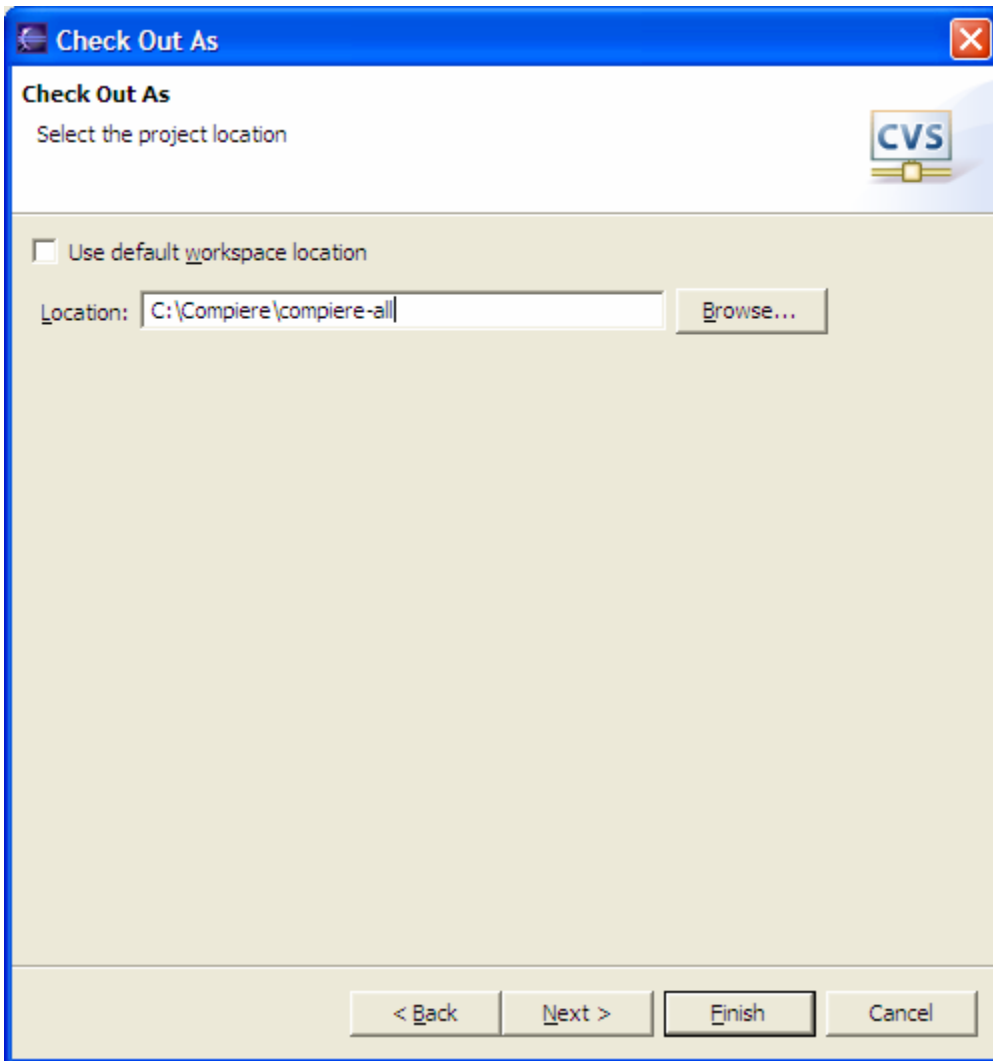 Check Out As
Check Out As
Select the project location
CVS
Use default workspace location
Location: C:\Compiere\compiere-all Browse...
< Back Next > Finish Cancel